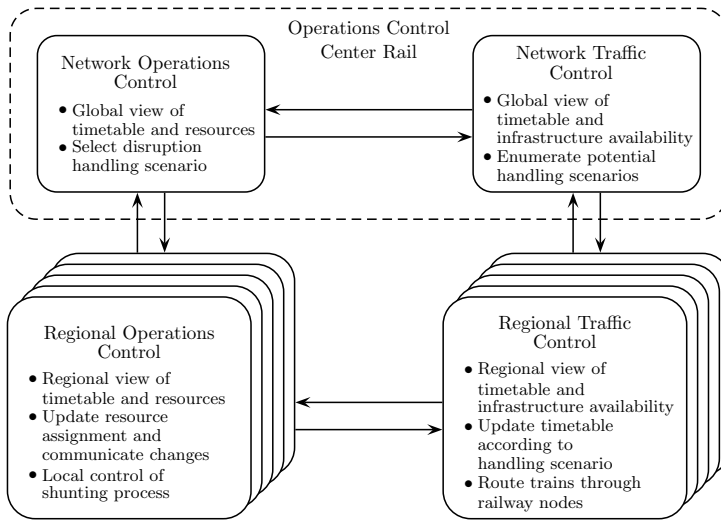 Operations Control
Center Rail
Network Operations
Control
• Global view of
timetable and resources
• Select disruption
handling scenario
Network Traffic
Control
• Global view of
timetable and
infrastructure availability
• Enumerate potential
handling scenarios
Regional Operations
Control
• Regional view of
timetable and resources
• Update resource
assignment and
communicate changes
• Local control of
shunting process
Regional Traffic
Control
• Regional view of
timetable and
infrastructure availability
• Update timetable
according to
handling scenario
• Route trains through
railway nodes